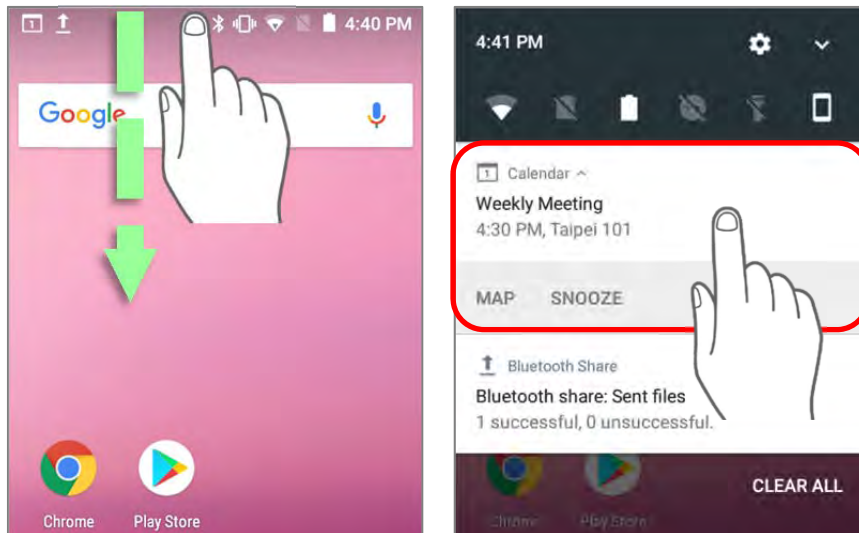 1
4:40 PM
Google
Chrome
Play Store
4:41 PM
1
Calendar
Weekly Meeting
4:30 PM, Taipei 101
MAP
SNOOZE
Bluetooth Share
Bluetooth share: Sent files
1 successful, 0 unsuccessful.
CLEAR ALL
Chrome
Play Store